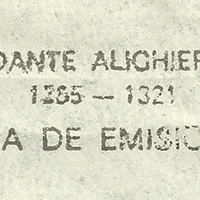 DANTE ALIGHIER
1265 — 1321
A DE EMISIO